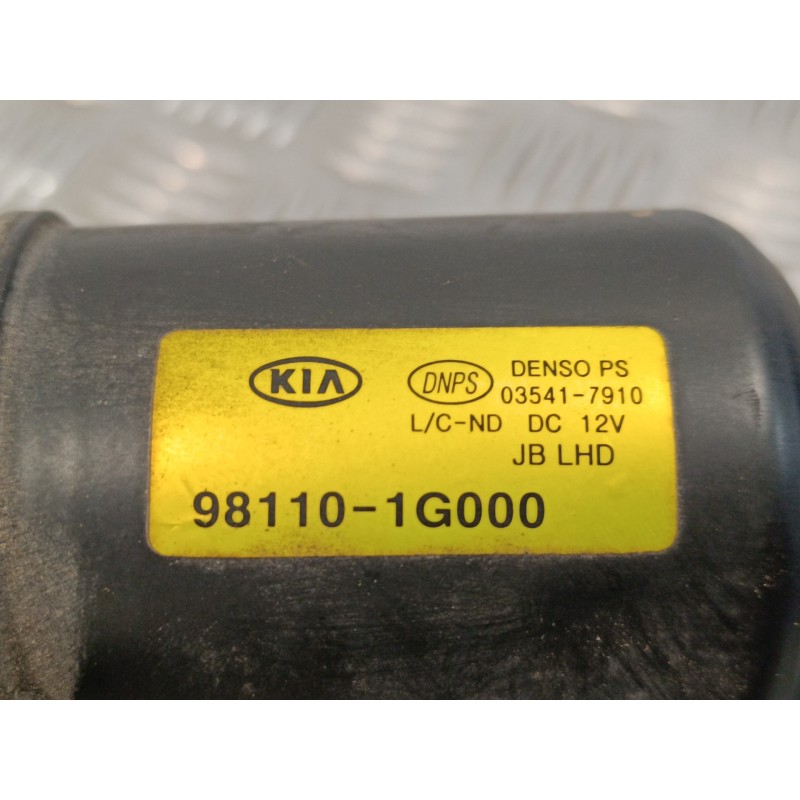 KIA DNPS DENSO PS
03541-7910
L/C-ND DC 12V
JB LHD
98110-1G000